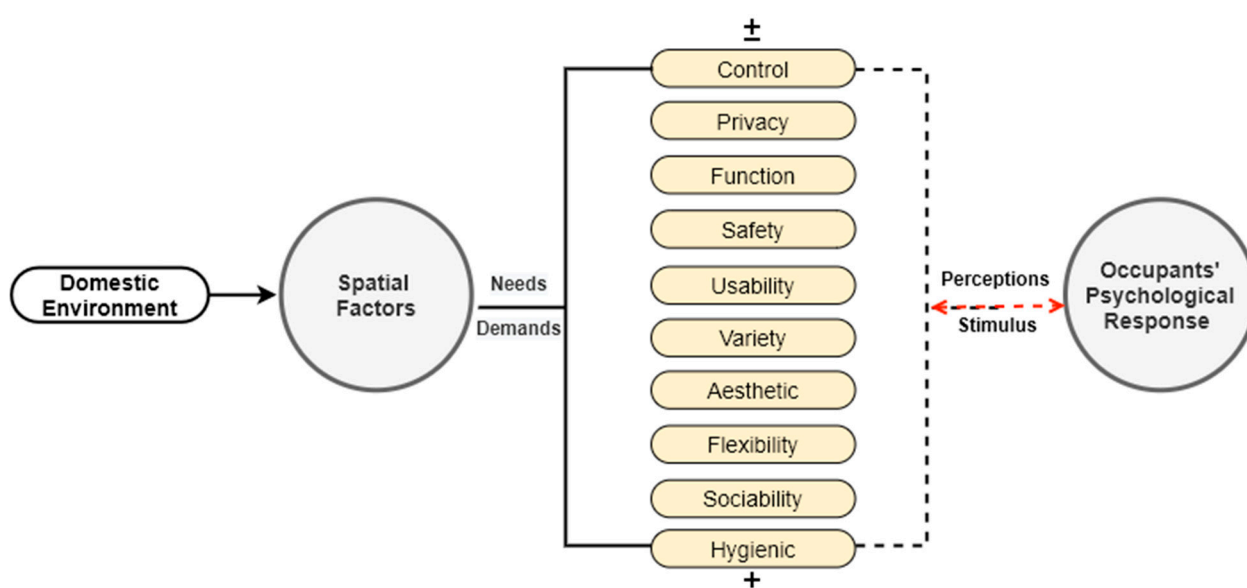 ±
Control
Privacy
Function
Safety
Usability
Variety
Aesthetic
Flexibility
Sociability
Hygienic
+
Domestic
Environment
Spatial
Factors
Needs
Demands
Perceptions
Stimulus
Occupants'
Psychological
Response